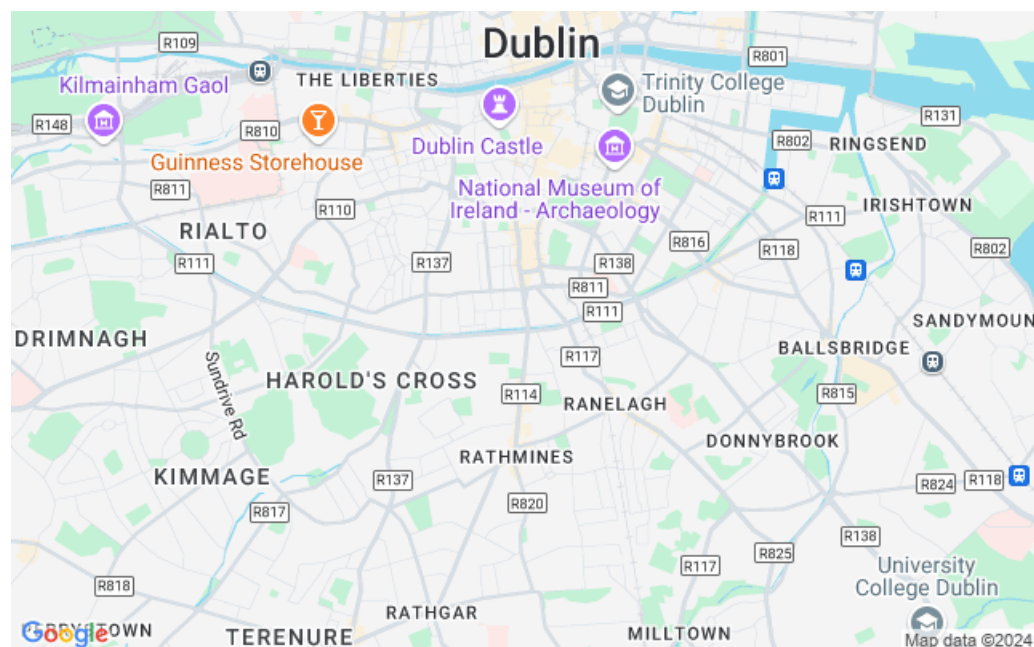 Dublin
R109
R801
THE LIBERTIES
Kilmainham Gaol
Trinity College
Dublin
R148
R810
R131
R802
RINGSEND
Dublin Castle
Guinness Storehouse
R811
National Museum of
Ireland - Archaeology
R110
R111
IRISHTOWN
RIALTO
R816
R118
R802
R111
R137
R138
R811
R111
SANDYMOUN
DRIMNAGH
BALLSBRIDGE
R117
Sundrive Rd
HAROLD'S CROSS
R114
R815
RANELAGH
DONNYBROOK
RATHMINES
KIMMAGE
R137
R824
R118
R820
R817
R138
R825
R117
University
College Dublin
R818
RATHGAR
Google
TOWN
TERENURE
MILLTOWN
Map data ©2024